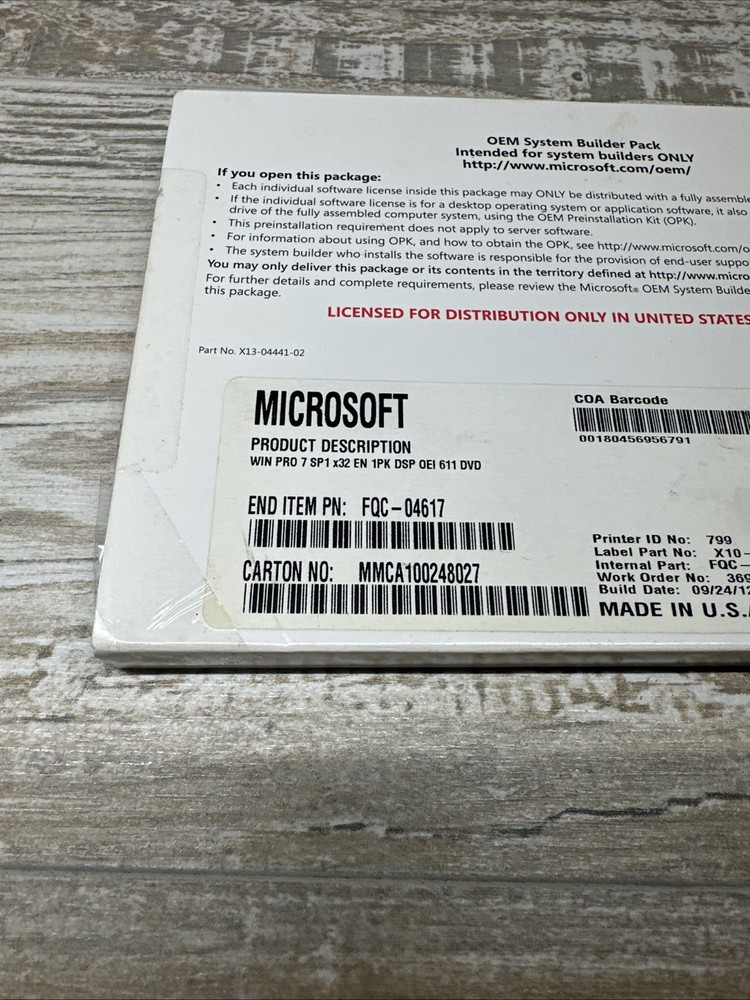 OEM System Builder Pack
Intended for system builders ONLY
http://www.microsoft.com/oem/
If you open this package:
• Each individual software license inside this package may ONLY be distributed with a fully assemble
• If the individual software license is for a desktop operating system or application software, it also
drive of the fully assembled computer system, using the OEM Preinstallation Kit (OPK).
• This preinstallation requirement does not apply to server software.
• For information about using OPK, and how to obtain the OPK, see http://www.microsoft.com/o
• The system builder who installs the software is responsible for the provision of end-user suppo
You may only deliver this package or its contents in the territory defined at http://www.micro
For further details and complete requirements, please review the Microsoft® OEM System Builde
this package.
LICENSED FOR DISTRIBUTION ONLY IN UNITED STATES
Part No. X13-04441-02
MICROSOFT
PRODUCT DESCRIPTION
WIN PRO 7 SP1 x32 EN 1PK DSP OEI 611 DVD
END ITEM PN: FQC-04617
CARTON NO: MMCA100248027
COA Barcode
00180456956791
Printer ID No: 799
Label Part No: X10-
Internal Part: FQC-
Work Order No: 369
Build Date: 09/24/12
MADE IN U.S.A